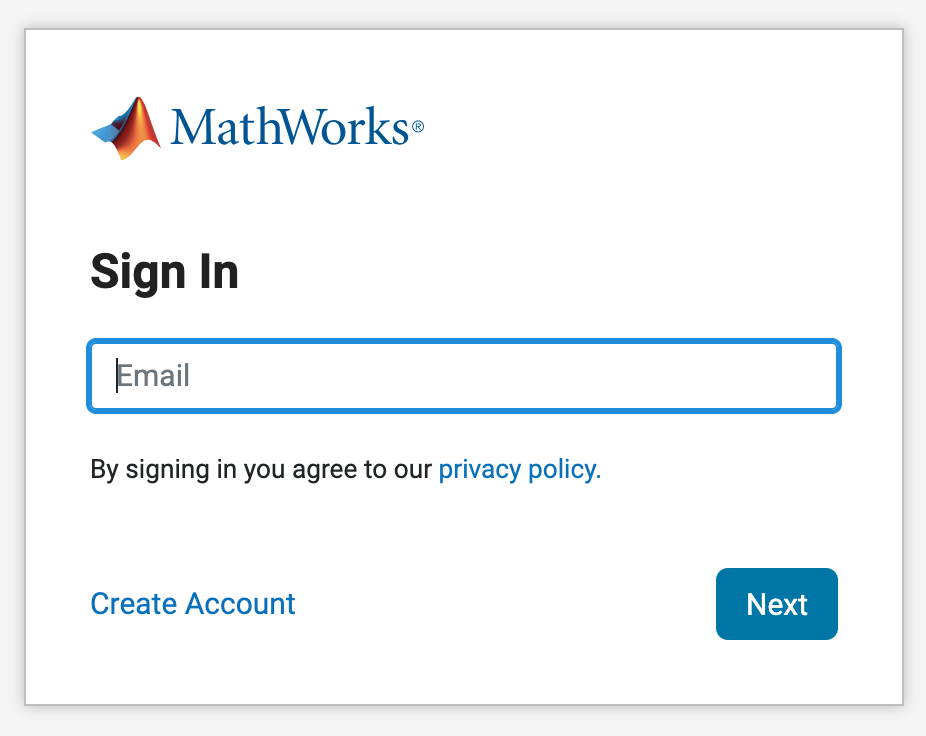 MathWorks®
Sign In
Email
By signing in you agree to our privacy policy.
Create Account
Next